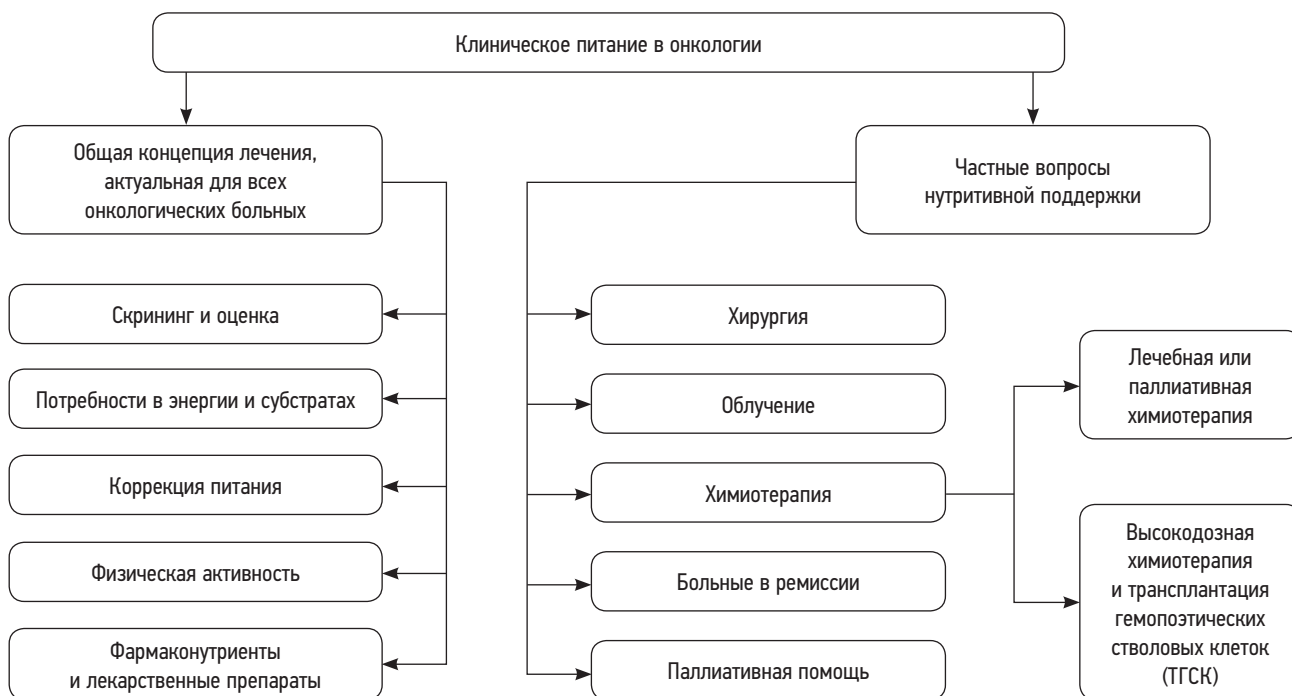 Клиническое питание в онкологии
Общая концепция лечения,
актуальная для всех
онкологических больных
Скрининг и оценка
Потребности в энергии и субстратах
Коррекция питания
Физическая активность
Фармаконутриенты
и лекарственные препараты
Частные вопросы
нутритивной поддержки
Хирургия
Облучение
Химиотерапия
Больные в ремиссии
Паллиативная помощь
Лечебная или
паллиативная
химиотерапия
Высокодозная
химиотерапия
и трансплантация
гемопоэтических
стволовых клеток
(ТГСК)